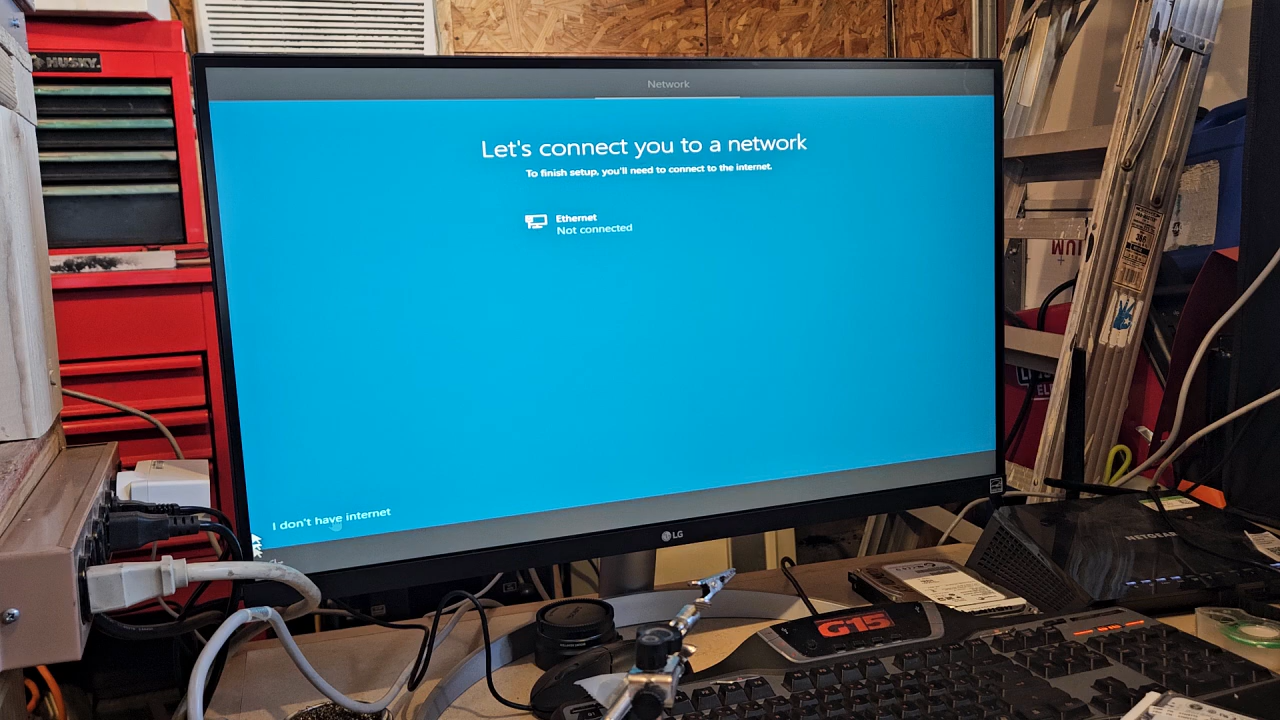 HUSKY
Network
Let's connect you to a network
To finish setup, you'll need to connect to the internet.
Ethernet
Not connected
I don't have internet
LG
NETGEAR
G15